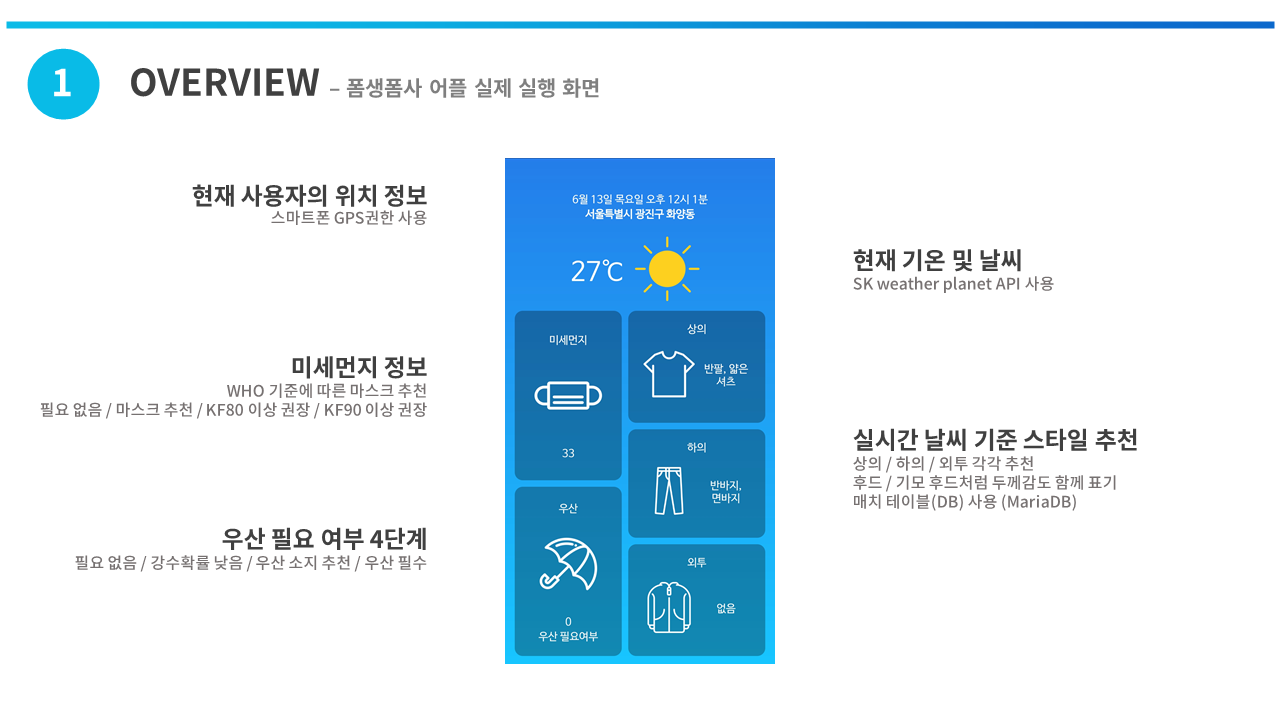 1
OVERVIEW – 폼생폼사 어플 실제 실행 화면
현재 사용자의 위치 정보
스마트폰 GPS권한 사용
미세먼지 정보
WHO 기준에 따른 마스크 추천
필요 없음 / 마스크 추천 / KF80 이상 권장 / KF90 이상 권장
우산 필요 여부 4단계
필요 없음 / 강수확률 낮음 / 우산 소지 추천 / 우산 필수
6월 13일 목요일 오후 12시 1분
서울특별시 광진구 화양동
27℃
미세먼지
33
우산
0
우산 필요여부
상의
반팔, 얇은
셔츠
하의
반바지,
면바지
외투
없음
현재 기온 및 날씨
SK weather planet API 사용
실시간 날씨 기준 스타일 추천
상의 / 하의 / 외투 각각 추천
후드 / 기모 후드처럼 두께감도 함께 표기
매치 테이블(DB) 사용 (MariaDB)